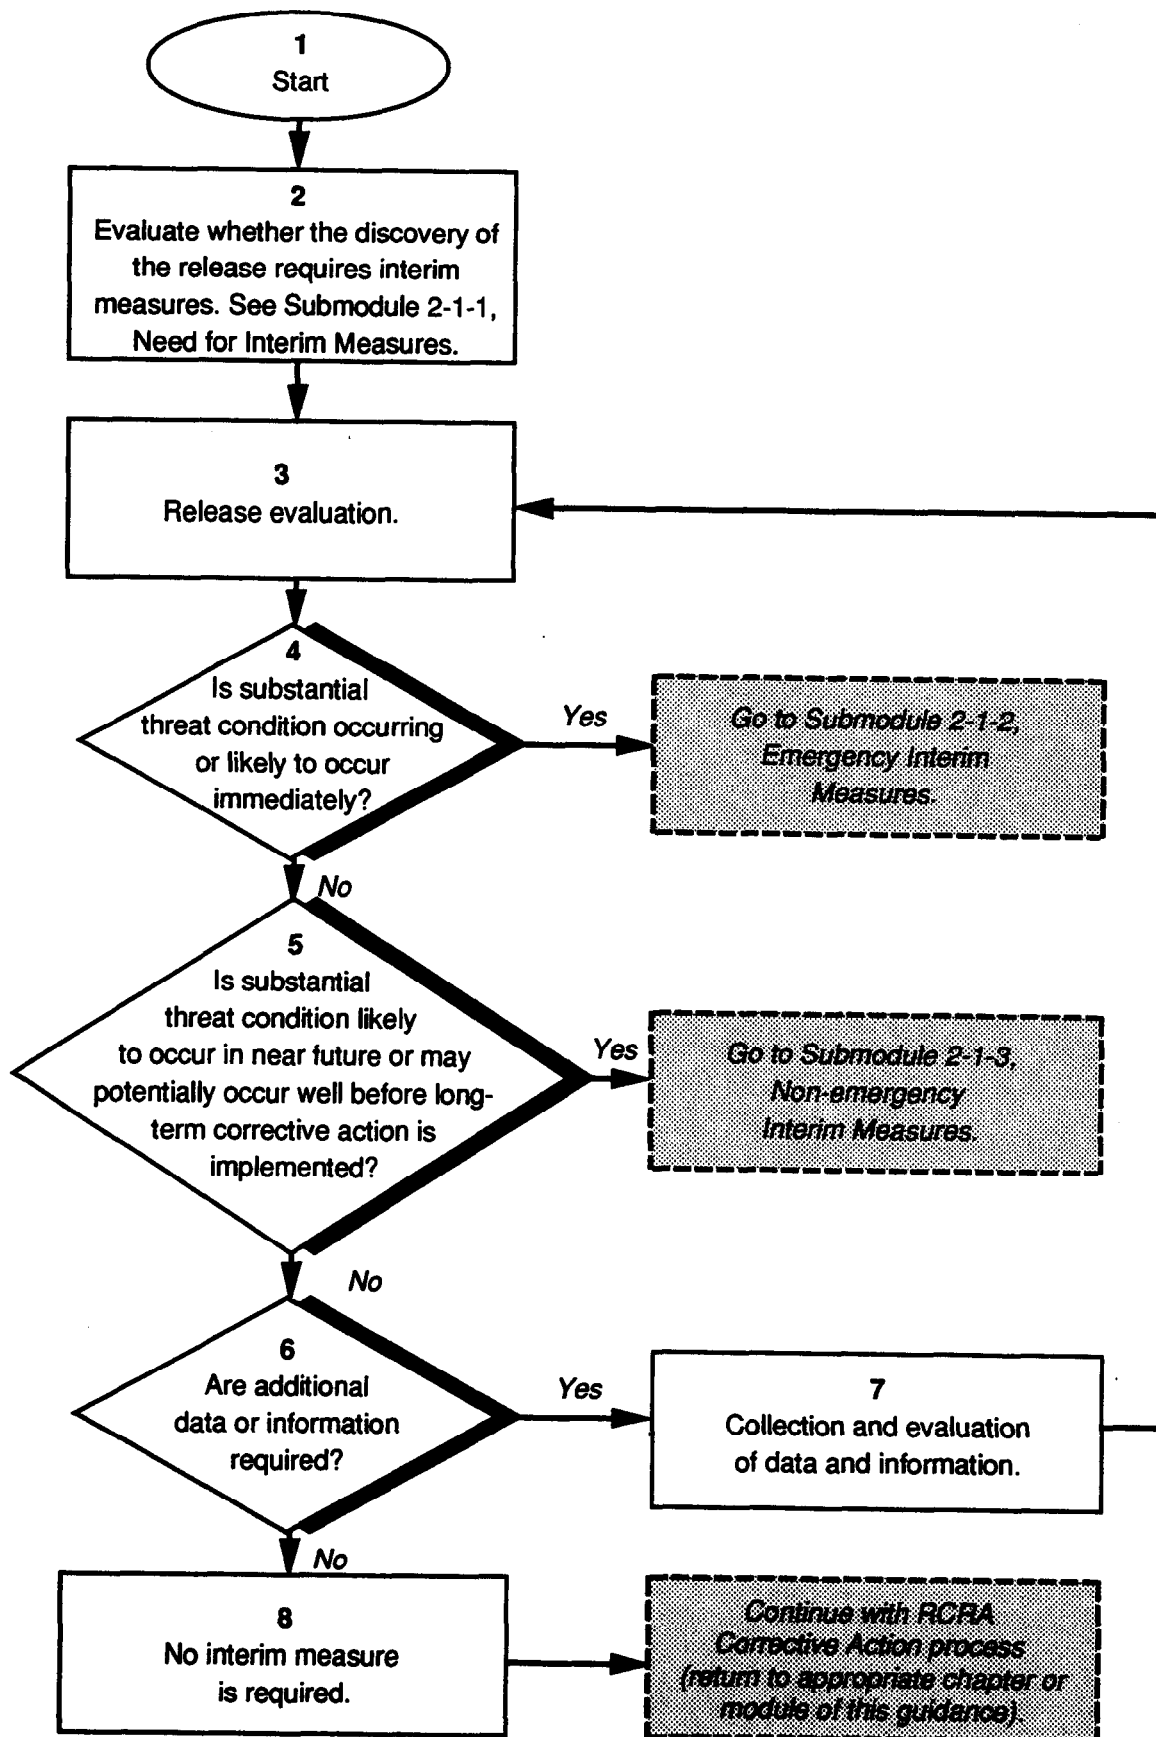 1
Start
2
Evaluate whether the discovery of
the release requires interim
measures. See Submodule 2-1-1,
Need for Interim Measures.
3
Release evaluation.
4
Is substantial
threat condition occurring
or likely to occur
immediately?
Yes
Go to Submodule 2-1-2,
Emergency Interim
Measures.
No
5
Is substantial
threat condition likely
to occur in near future or may
potentially occur well before long-
term corrective action is
implemented?
Yes
Go to Submodule 2-1-3,
Non-emergency
Interim Measures.
No
6
Are additional
data or information
required?
Yes
7
Collection and evaluation
of data and information.
No
8
No interim measure
is required.
Continue with RCRA
Corrective Action process
(return to appropriate chapter or
module of this guidance).